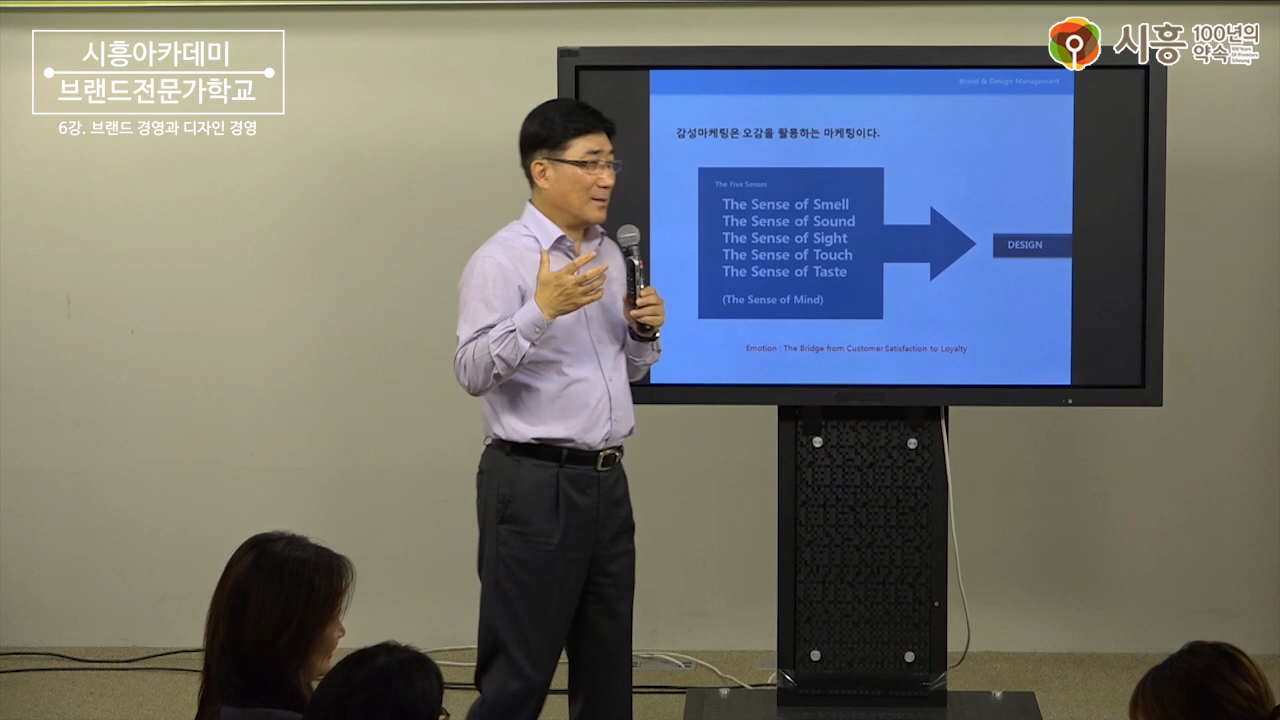 시흥아카데미
브랜드전문가학교
6강. 브랜드 경영과 디자인 경영
시흥
100년의
약속
Brand & Design Management
감성마케팅은 오감을 활용하는 마케팅이다.
The Five Senses
The Sense of Smell
The Sense of Sound
The Sense of Sight
The Sense of Touch
The Sense of Taste
(The Sense of Mind)
DESIGN
Emotion : The Bridge from Customer Satisfaction to Loyalty